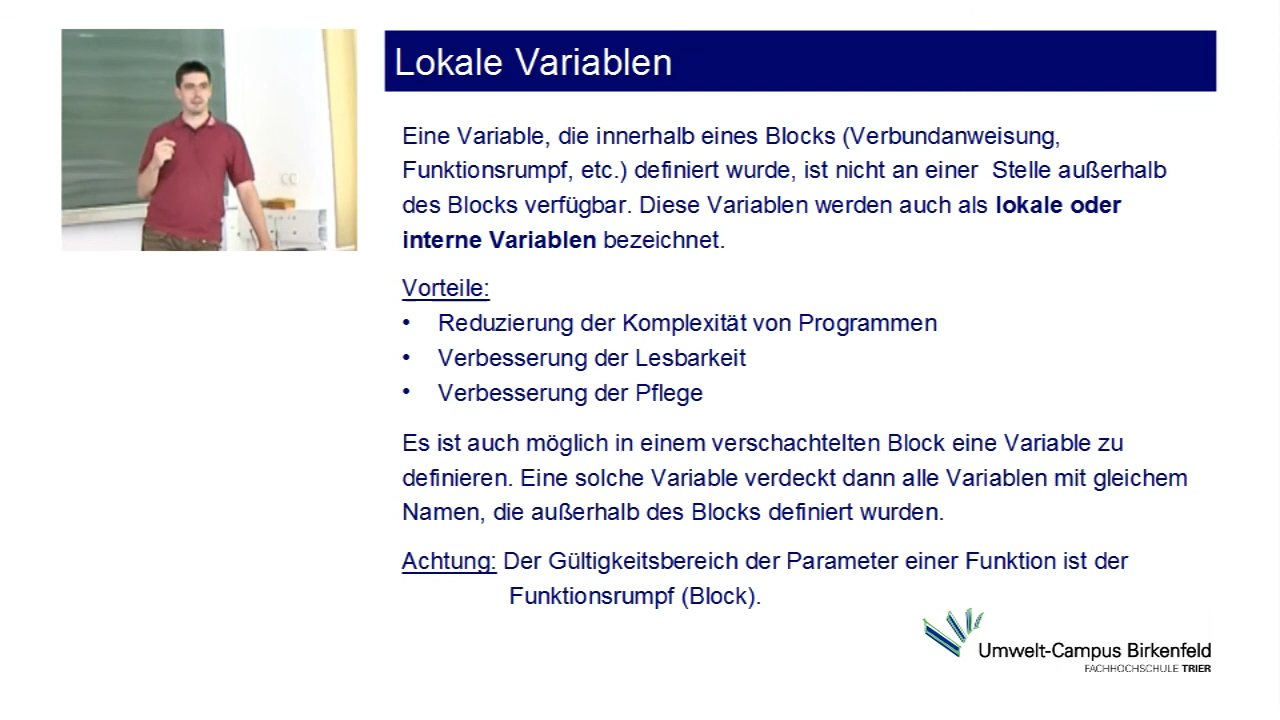 Lokale Variablen
Eine Variable, die innerhalb eines Blocks (Verbundanweisung,
Funktionsrumpf, etc.) definiert wurde, ist nicht an einer Stelle außerhalb
des Blocks verfügbar. Diese Variablen werden auch als lokale oder
interne Variablen bezeichnet.
Vorteile:
• Reduzierung der Komplexität von Programmen
• Verbesserung der Lesbarkeit
• Verbesserung der Pflege
Es ist auch möglich in einem verschachtelten Block eine Variable zu
definieren. Eine solche Variable verdeckt dann alle Variablen mit gleichem
Namen, die außerhalb des Blocks definiert wurden.
Achtung: Der Gültigkeitsbereich der Parameter einer Funktion ist der
Funktionsrumpf (Block).
Umwelt-Campus Birkenfeld
FACHHOCHSCHULE TRIER